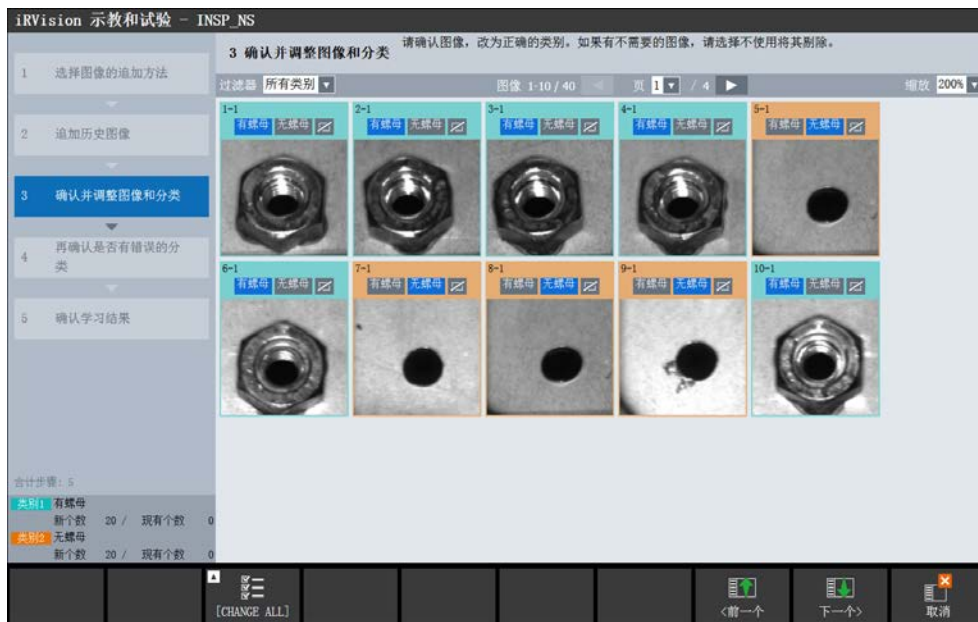 iRVision 示教和试验 - INSP_NS
1 选择图像的追加方法
2 追加历史图像
3 确认并调整图像和分类
4 再确认是否有错误的分类
5 确认学习结果
合计步骤: 5
类别1 有螺母
新个数 20 / 现有个数 0
类别2 无螺母
新个数 20 / 现有个数 0
3 确认并调整图像和分类
请确认图像，改为正确的类别。如果有不需要的图像，请选择不使用将其剔除。
过滤器 所有类别 图像 1-10 / 40 页 1 / 4 缩放 200%
1-1 2-1 3-1 4-1 5-1
有螺母 无螺母 有螺母 无螺母 有螺母 无螺母 有螺母 无螺母 有螺母 无螺母
6-1 7-1 8-1 9-1 10-1
有螺母 无螺母 有螺母 无螺母 有螺母 无螺母 有螺母 无螺母 有螺母 无螺母
[CHANGE ALL] <前一个 下一个> 取消